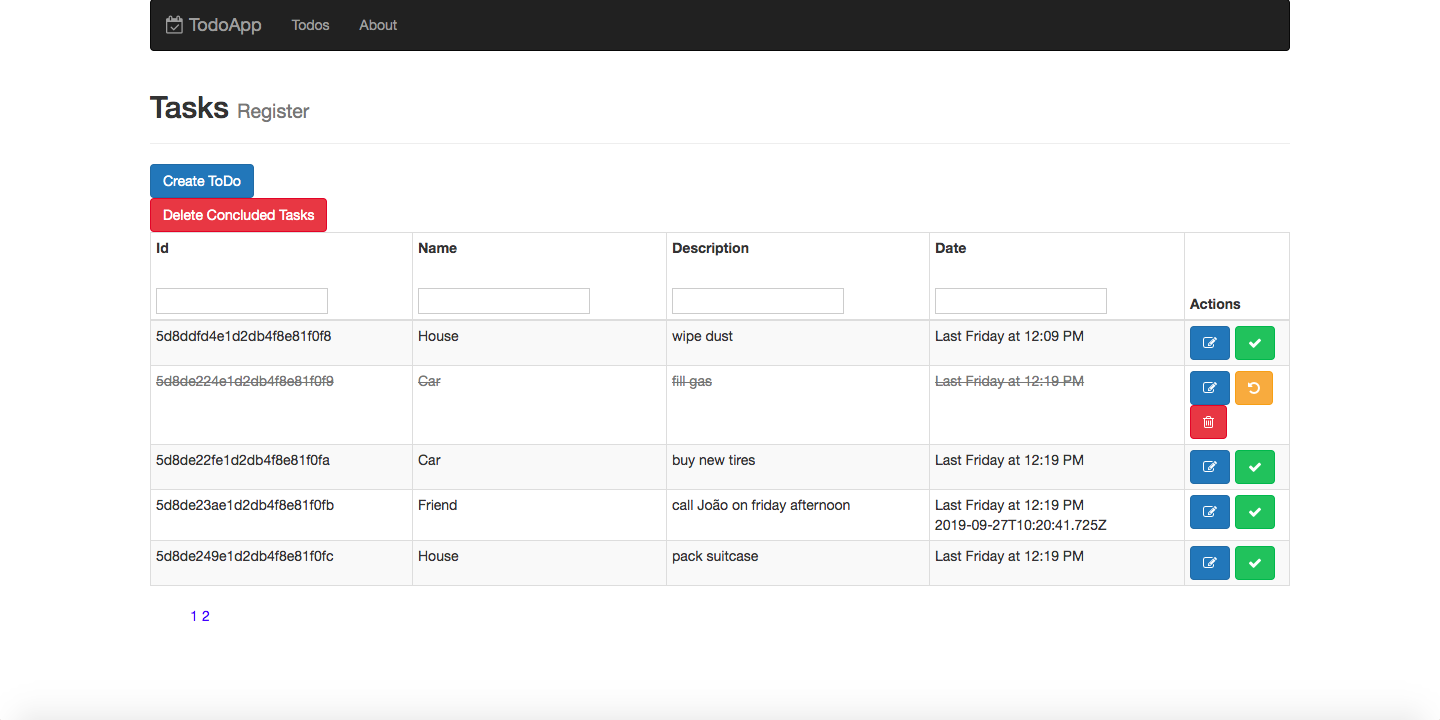 TodoApp Todos About
Tasks Register
Create ToDo
Delete Concluded Tasks
Id Name Description Date
Actions
5d8ddfd4e1d2db4f8e81f0f8 House wipe dust Last Friday at 12:09 PM
5d8de224e1d2db4f8e81f0f9 Car fill gas Last Friday at 12:19 PM
5d8de22fe1d2db4f8e81f0fa Car buy new tires Last Friday at 12:19 PM
5d8de23ae1d2db4f8e81f0fb Friend call João on friday afternoon Last Friday at 12:19 PM
2019-09-27T10:20:41.725Z
5d8de249e1d2db4f8e81f0fc House pack suitcase Last Friday at 12:19 PM
1 2